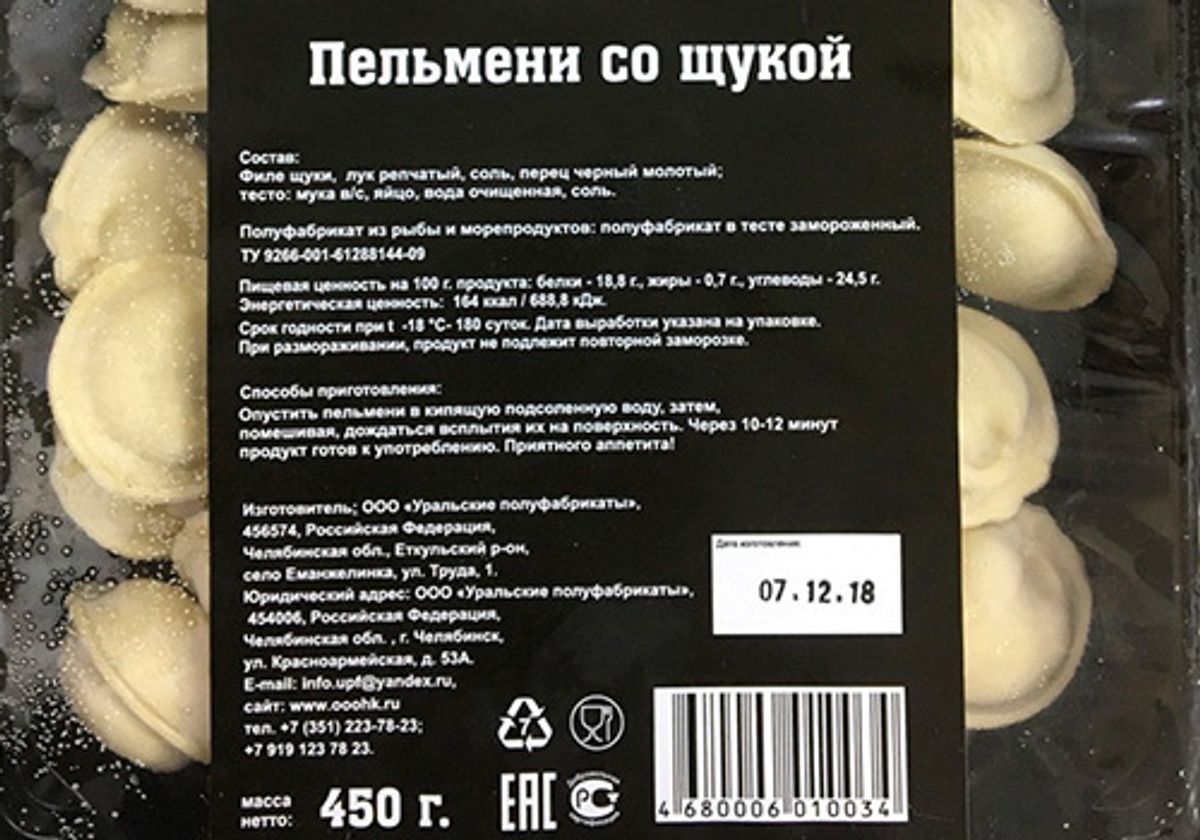 Пельмени со щукой
Состав:
Филе щуки, лук репчатый, соль, перец черный молотый;
тесто: мука в/с, яйцо, вода очищенная, соль.
Полуфабрикат из рыбы и морепродуктов: полуфабрикат в тесте замороженный.
ТУ 9266-001-61288144-09
Пищевая ценность на 100 г. продукта: белки - 18,8 г., жиры - 0,7 г., углеводы - 24,5 г.
Энергетическая ценность: 164 ккал / 688,8 кДж.
Срок годности при t -18 °С- 180 суток. Дата выработки указана на упаковке.
При размораживании, продукт не подлежит повторной заморозке.
Способы приготовления:
Опустить пельмени в кипящую подсоленную воду, затем,
помешивая, дождаться всплытия их на поверхность. Через 10-12 минут
продукт готов к употреблению. Приятного аппетита!
Изготовитель; ООО «Уральские полуфабрикаты»,
456574, Российская Федерация,
Челябинская обл., Еткульский р-он,
село Еманжелинка, ул. Труда, 1.
Юридический адрес: ООО «Уральские полуфабрикаты»,
454006, Российская Федерация,
Челябинская обл. , г. Челябинск,
ул. Красноармейская, д. 53А.
E-mail: info.upf@yandex.ru,
сайт: www.ooohk.ru
тел. +7 (351) 223-78-23;
+7 919 123 78 23.
Дата изготовления:
07.12.18
масса
нетто: 450 г.
EAC
РС
4 680006 010034